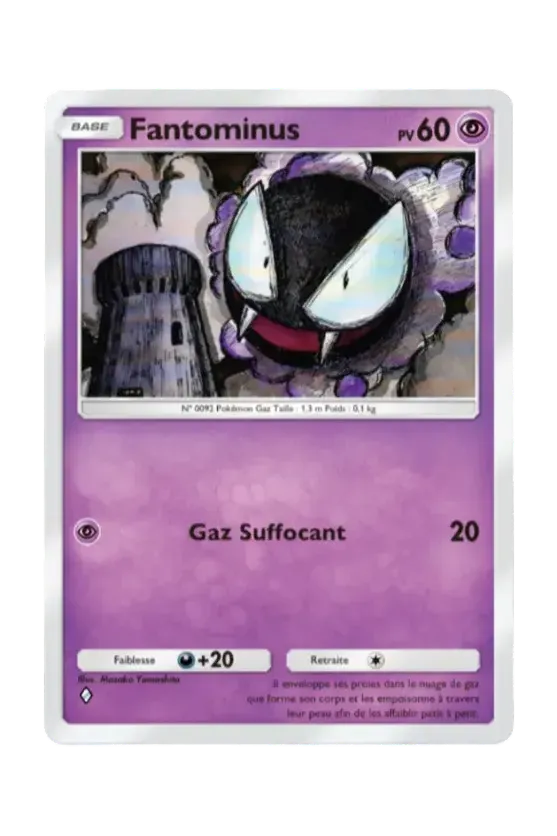 BASE Fantominus PV 60
N° 0092 Pokémon Gaz Taille : 1,3 m Poids : 0,1 kg
Gaz Suffocant 20
Faiblesse +20 Retraite
Illus. Masako Yamashita
Il enveloppe ses proies dans le nuage de gaz
que forme son corps et les empoisonne à travers
leur peau afin de les affaiblir petit à petit.